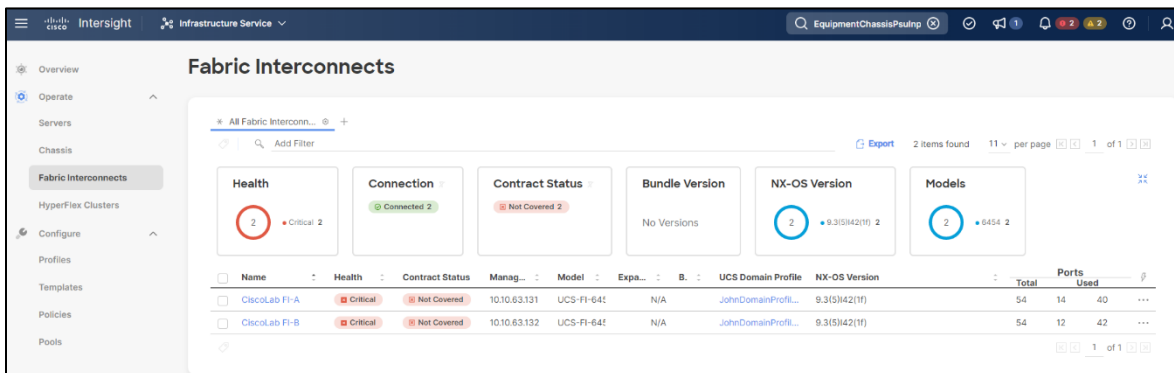 cisco Intersight Infrastructure Service EquipmentChassisPsuInp 1 2 2
Overview
Operate
Servers
Chassis
Fabric Interconnects
HyperFlex Clusters
Configure
Profiles
Templates
Policies
Pools
Fabric Interconnects
All Fabric Interconn... +
Add Filter Export 2 items found 11 per page 1 of 1
Health
2 Critical 2
Connection
Connected 2
Contract Status
Not Covered 2
Bundle Version
No Versions
NX-OS Version
2 9.3(5)I42(1f) 2
Models
2 6454 2
Name Health Contract Status Manag... Model Expa... B. UCS Domain Profile NX-OS Version Ports
Total Used
CiscoLab FI-A Critical Not Covered 10.10.63.131 UCS-FI-645 N/A JohnDomainProfil... 9.3(5)I42(1f) 54 14 40 ...
CiscoLab FI-B Critical Not Covered 10.10.63.132 UCS-FI-645 N/A JohnDomainProfil... 9.3(5)I42(1f) 54 12 42 ...
1 of 1